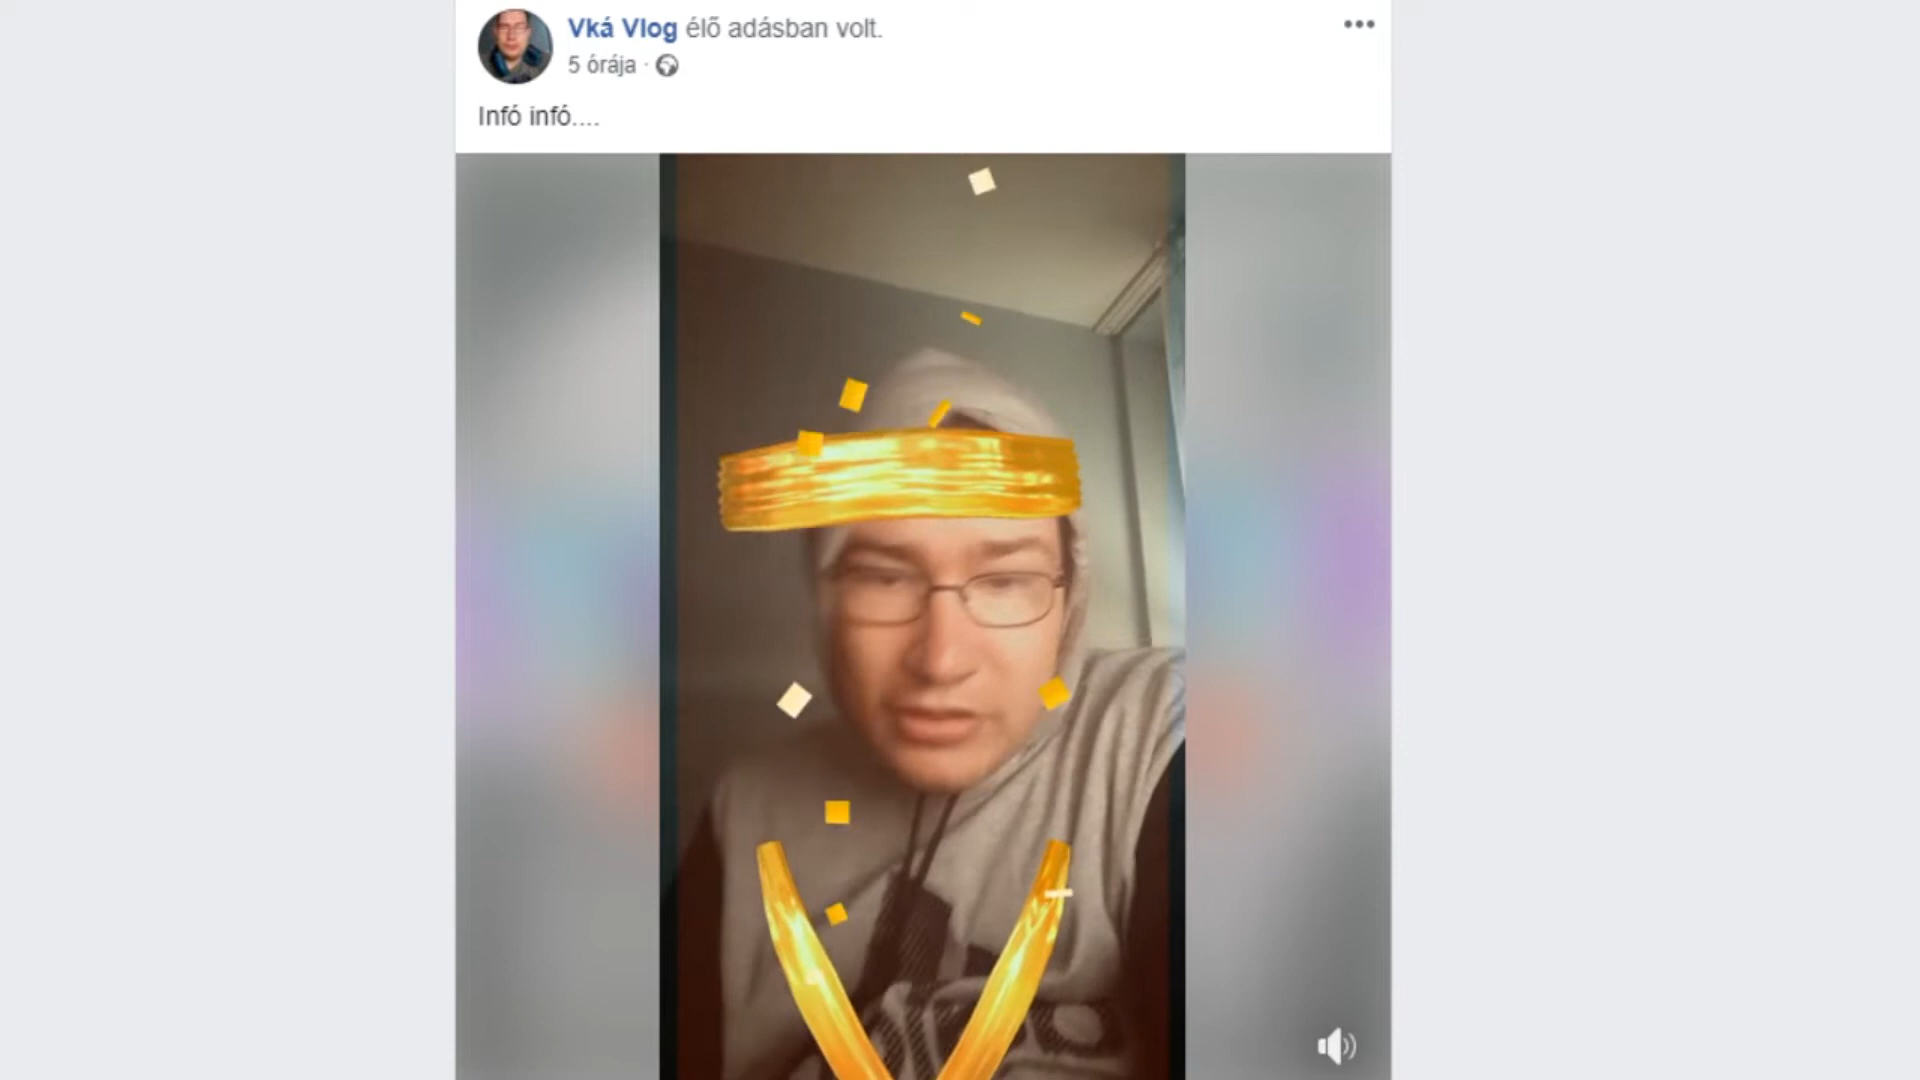 Vká Vlog élő adásban volt.
5 órája ·
Infó infó....